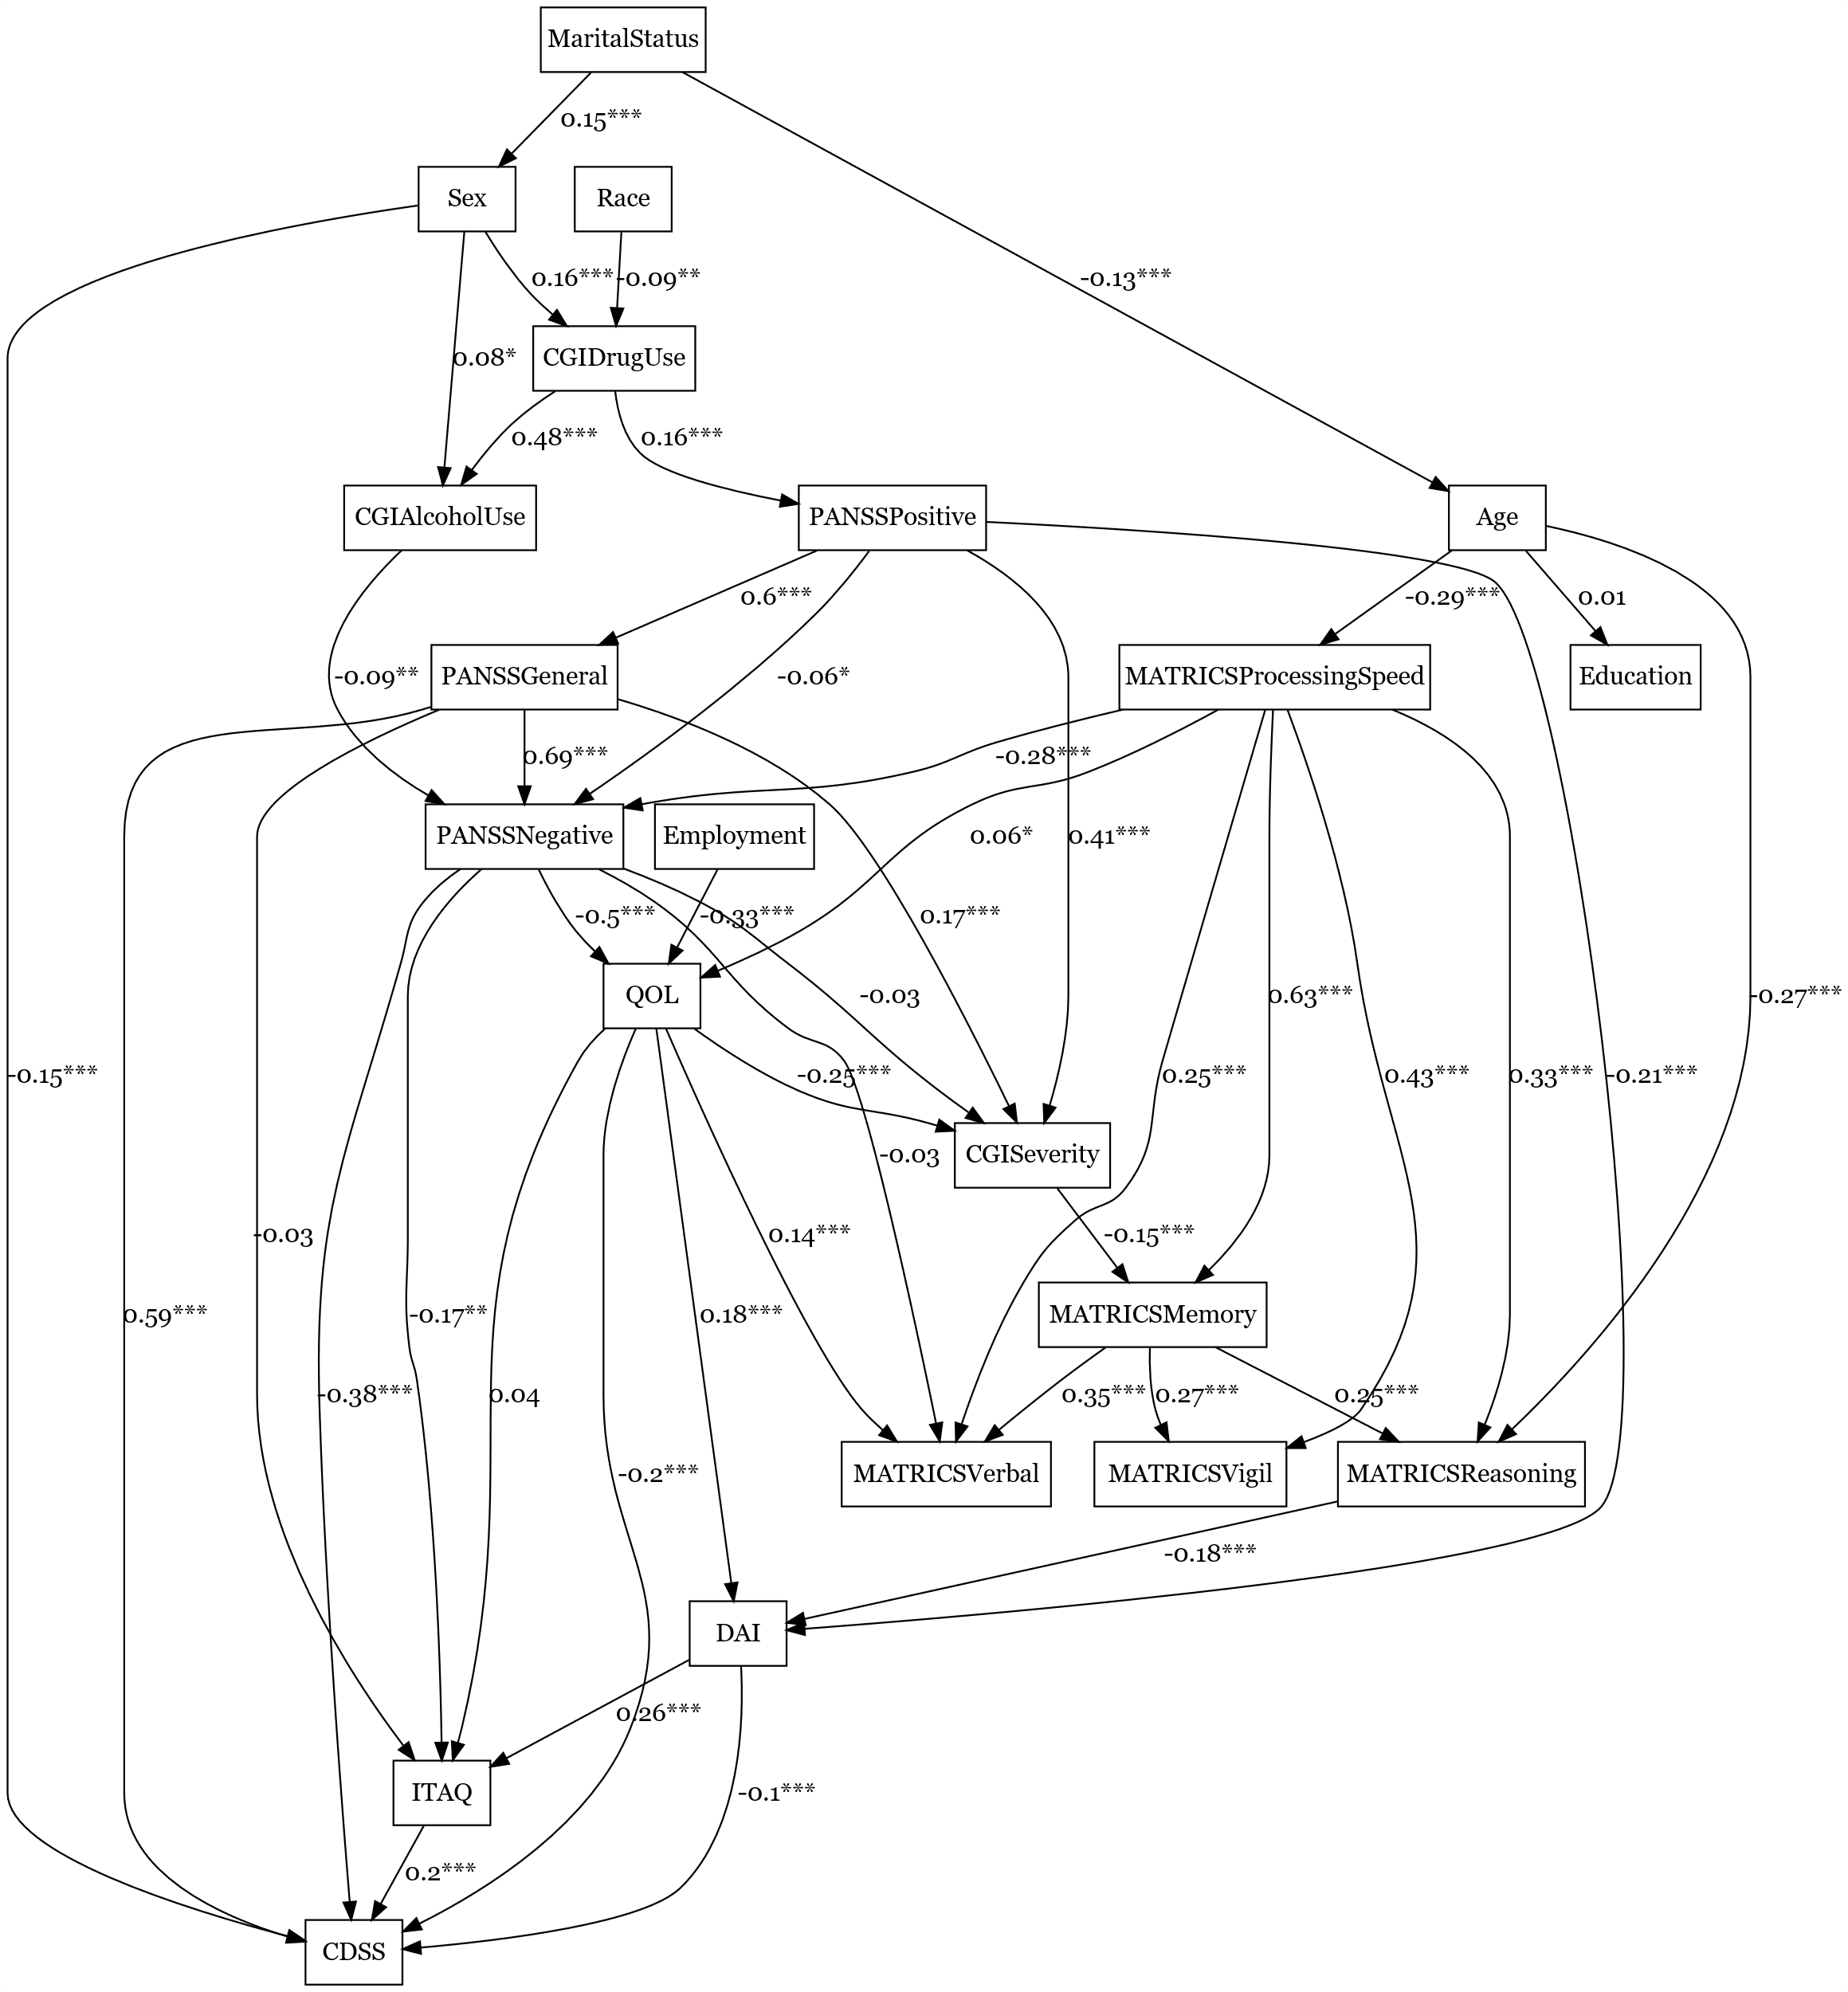 MaritalStatus
0.15***
Sex
Race
0.16***
-0.09**
-0.13***
0.08*
CGIDrugUse
0.48***
0.16***
CGIAlcoholUse
PANSSPositive
Age
0.6***
-0.29***
0.01
-0.09**
PANSSGeneral
-0.06*
MATRICSProcessingSpeed
Education
0.69***
-0.28***
PANSSNegative
Employment
0.06*
0.41***
-0.5***
-0.33***
0.17***
QOL
-0.03
0.63***
-0.27***
-0.15***
-0.25***
0.25***
0.43***
0.33***
-0.21***
-0.03
CGISeverity
-0.03
0.14***
-0.15***
0.59***
-0.17**
0.18***
MATRICSMemory
-0.38***
0.04
0.35***
0.27***
0.25***
-0.2***
MATRICSVerbal
MATRICSVigil
MATRICSReasoning
-0.18***
DAI
0.26***
ITAQ
-0.1***
0.2***
CDSS